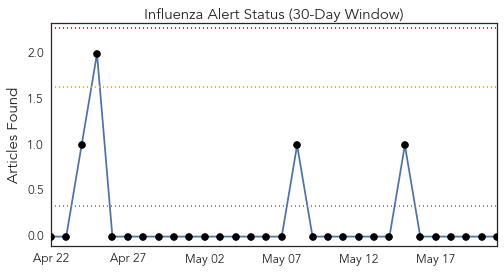 Influenza Alert Status (30-Day Window)
Articles Found
2.0
1.5
1.0
0.5
0.0
Apr 22
Apr 27
May 02
May 07
May 12
May 17